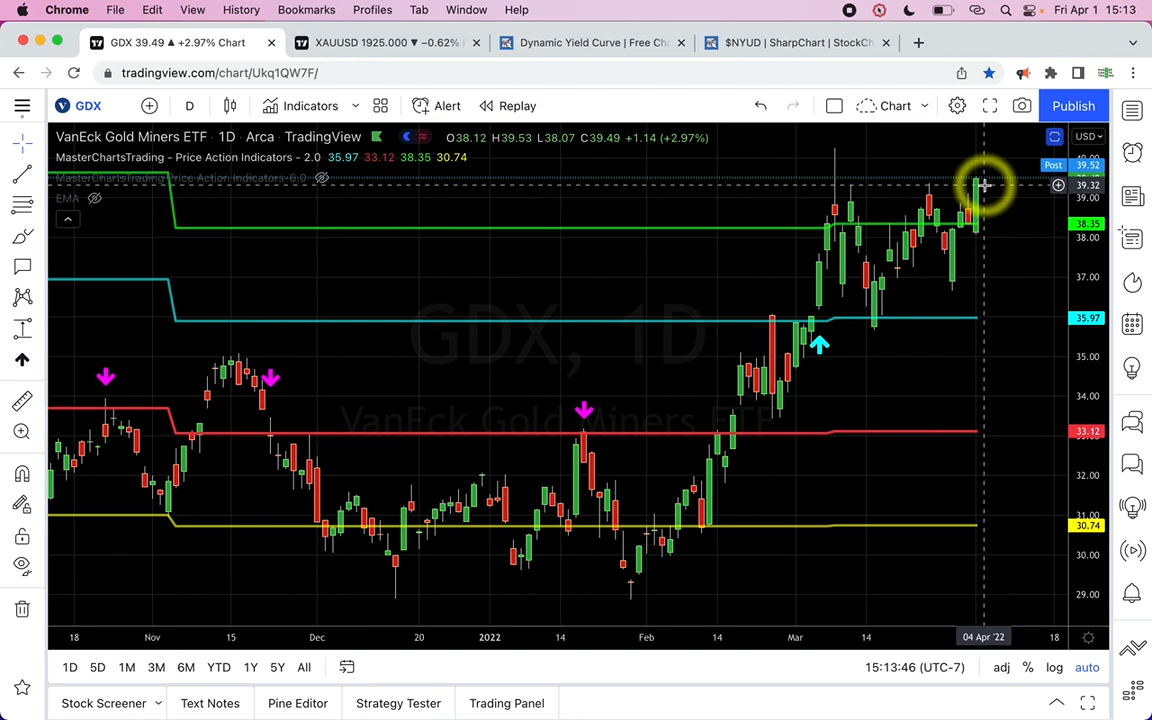 Chrome File Edit View History Bookmarks Profiles Tab Window Help Fri Apr 1 15:13
GDX 39.49 ▲ +2.97% Chart XAUUSD 1925.000 ▼ −0.62% Dynamic Yield Curve | Free Ch $NYUD | SharpChart | StockCh
tradingview.com/chart/Ukq1QW7F/
GDX D Indicators Alert Replay Chart Publish
VanEck Gold Miners ETF · 1D · Arca · TradingView O38.12 H39.53 L38.07 C39.49 +1.14 (+2.97%) USD
MasterChartsTrading - Price Action Indicators - 2.0 35.97 33.12 38.35 30.74
MasterChartsTrading Price Action Indicators 6.0
EMA
Post 39.52
39.32
39.00
38.35
38.00
37.00
35.97
35.00
34.00
33.12
32.00
31.00
30.74
30.00
29.00
GDX, 1D
VanEck Gold Miners ETF
18 Nov 15 Dec 20 2022 14 Feb 14 Mar 14 04 Apr '22 18
1D 5D 1M 3M 6M YTD 1Y 5Y All 15:13:46 (UTC-7) adj % log auto
Stock Screener Text Notes Pine Editor Strategy Tester Trading Panel